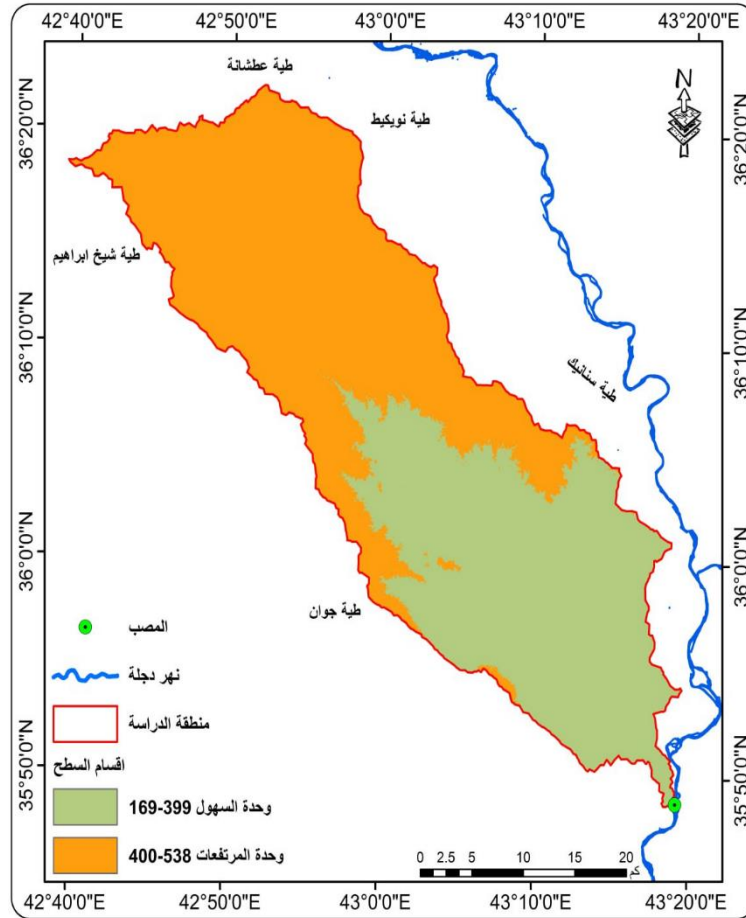 42°40'0"E 42°50'0"E 43°0'0"E 43°10'0"E 43°20'0"E
طية عطشانة
N
طية نويكيط
36°20'0"N 36°20'0"N
طية شيخ ابراهيم
36°10'0"N 36°10'0"N
طية سنانيك
36°0'0"N 36°0'0"N
طية جوان
المصب
نهر دجلة
منطقة الدراسة
اقسام السطح
35°50'0"N 35°50'0"N
وحدة السهول 169-399
وحدة المرتفعات 400-538
0 2.5 5 10 15 20
كم
42°40'0"E 42°50'0"E 43°0'0"E 43°10'0"E 43°20'0"E